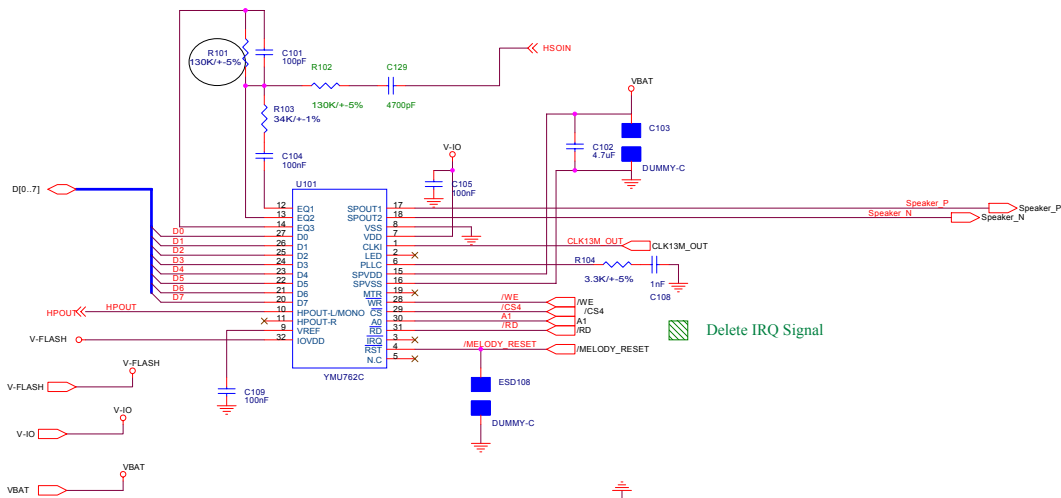 R101
130K/+-5%
C101
100pF
R102
130K/+-5%
C129
4700pF
HSOIN
R103
34K/+-1%
C104
100nF
VBAT
C103
C102
4.7uF
DUMMY-C
V-IO
C105
100nF
D[0..7]
U101
12 EQ1 SPOUT1 17 Speaker_P Speaker_P
13 EQ2 SPOUT2 18 Speaker_N Speaker_N
14 EQ3 VSS 8
D0 27 D0 VDD 7
D1 26 D1 CLKI 1 CLK13M_OUT CLK13M_OUT
D2 25 D2 LED 2
D3 24 D3 PLLC 6
D4 23 D4 SPVDD 15
D5 22 D5 SPVSS 16
D6 21 D6 MTR 19
D7 20 D7 WR 28 /WE /WE
HPOUT HPOUT 10 HPOUT-L/MONO CS 29 /CS4 /CS4
11 HPOUT-R A0 30 A1 A1
9 VREF RD 31 /RD /RD
V-FLASH 32 IOVDD IRQ 3
RST 4 /MELODY_RESET /MELODY_RESET
N.C 5
YMU762C
R104
3.3K/+-5%
1nF
C108
Delete IRQ Signal
V-FLASH
V-FLASH
C109
100nF
ESD108
DUMMY-C
V-IO
V-IO
VBAT
VBAT